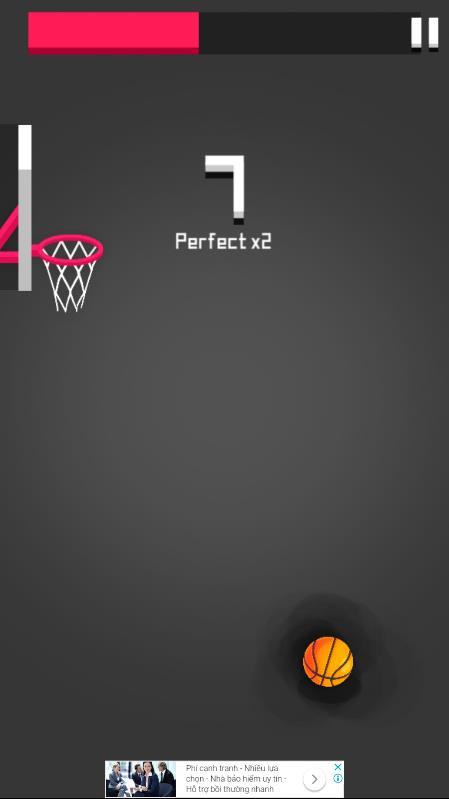 7
Perfect x2
Phí cạnh tranh - Nhiều lựa
chọn - Nhà bảo hiểm uy tín -
Hỗ trợ bồi thường nhanh